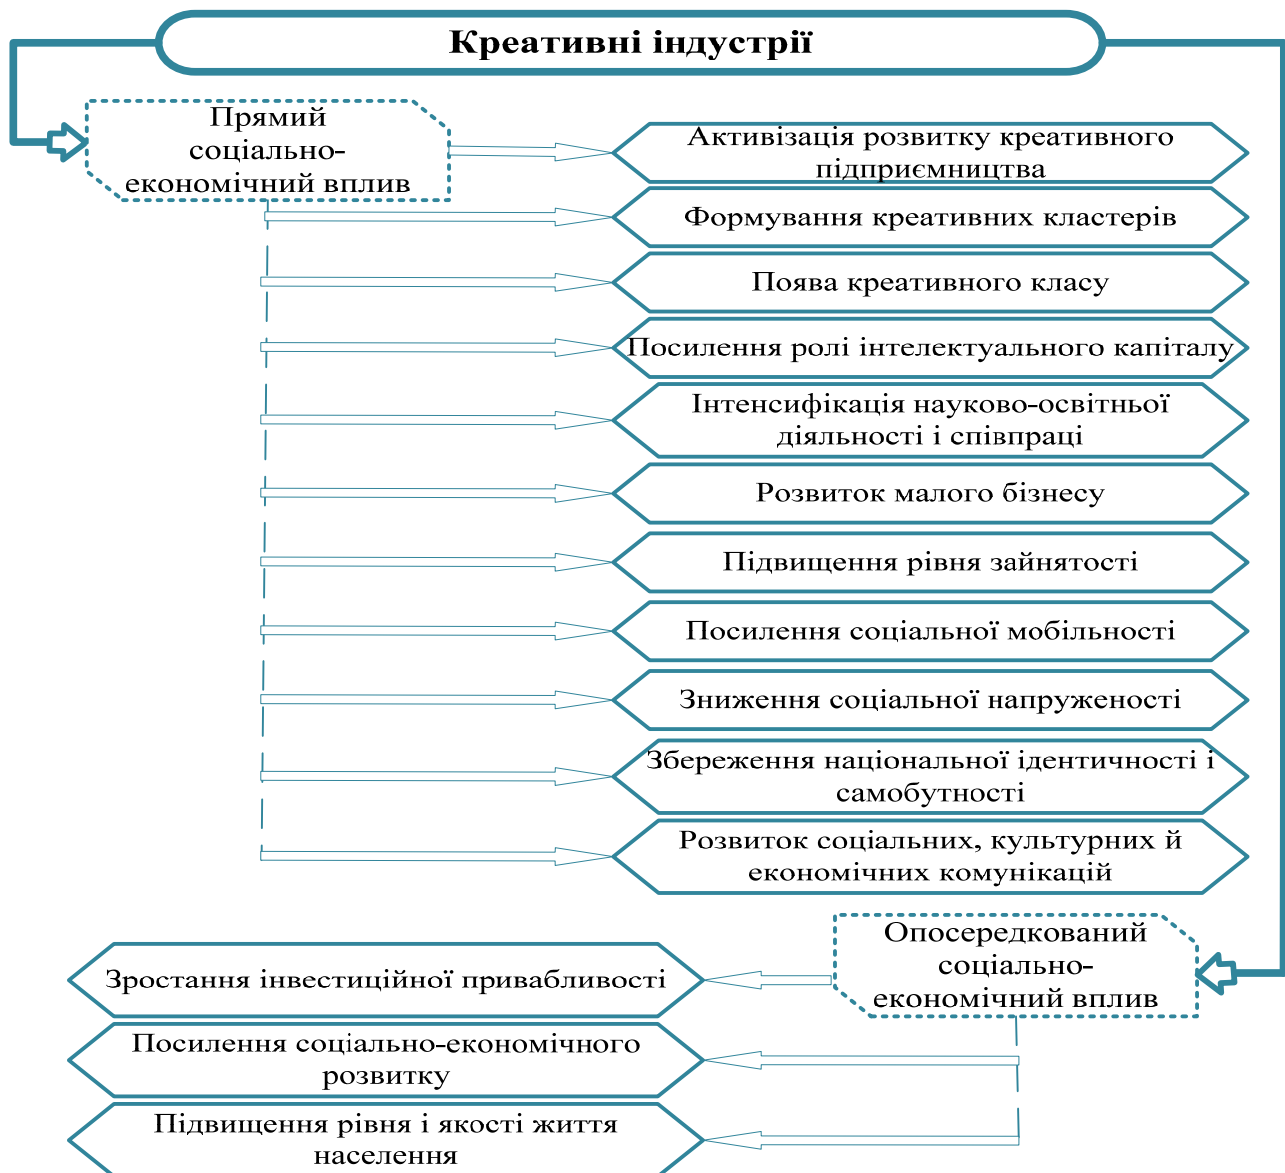 Креативні індустрії
Прямий
соціально-
економічний вплив
Активізація розвитку креативного
підприємництва
Формування креативних кластерів
Поява креативного класу
Посилення ролі інтелектуального капіталу
Інтенсифікація науково-освітньої
діяльності і співпраці
Розвиток малого бізнесу
Підвищення рівня зайнятості
Посилення соціальної мобільності
Зниження соціальної напруженості
Збереження національної ідентичності і
самобутності
Розвиток соціальних, культурних й
економічних комунікацій
Опосередкований
соціально-
економічний вплив
Зростання інвестиційної привабливості
Посилення соціально-економічного
розвитку
Підвищення рівня і якості життя
населення